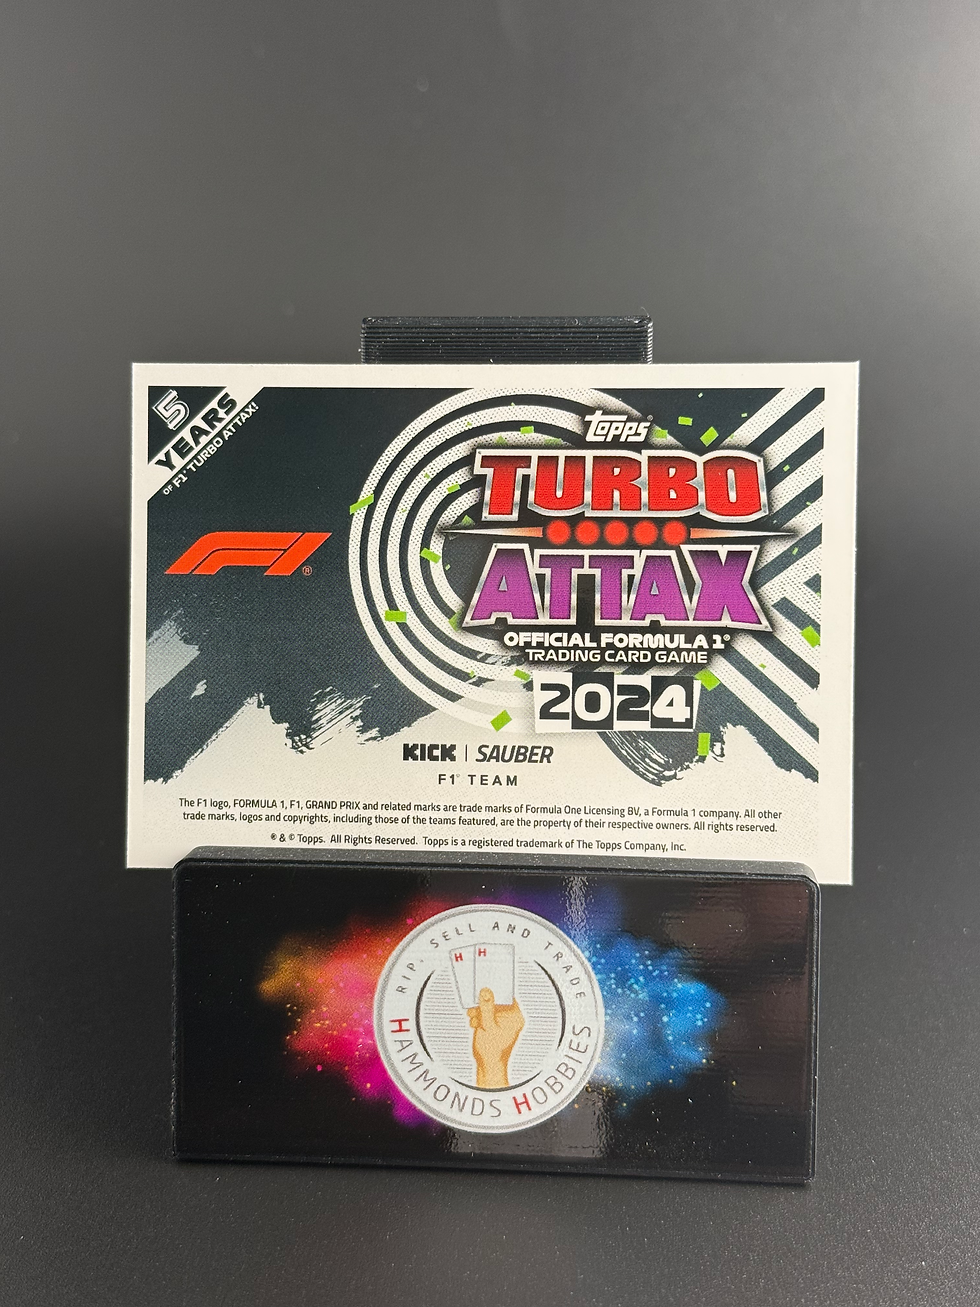 5
YEARS
OF F1® TURBO ATTAX!
F1®
Topps®
TURBO
ATTAX
OFFICIAL FORMULA 1®
TRADING CARD GAME
2024
KICK | SAUBER
F1® TEAM
The F1 logo, FORMULA 1, F1, GRAND PRIX and related marks are trade marks of Formula One Licensing BV, a Formula 1 company. All other
trade marks, logos and copyrights, including those of the teams featured, are the property of their respective owners. All rights reserved.
® & © Topps. All Rights Reserved. Topps is a registered trademark of The Topps Company, Inc.
RIP, SELL AND TRADE
H H
HAMMONDS HOBBIES